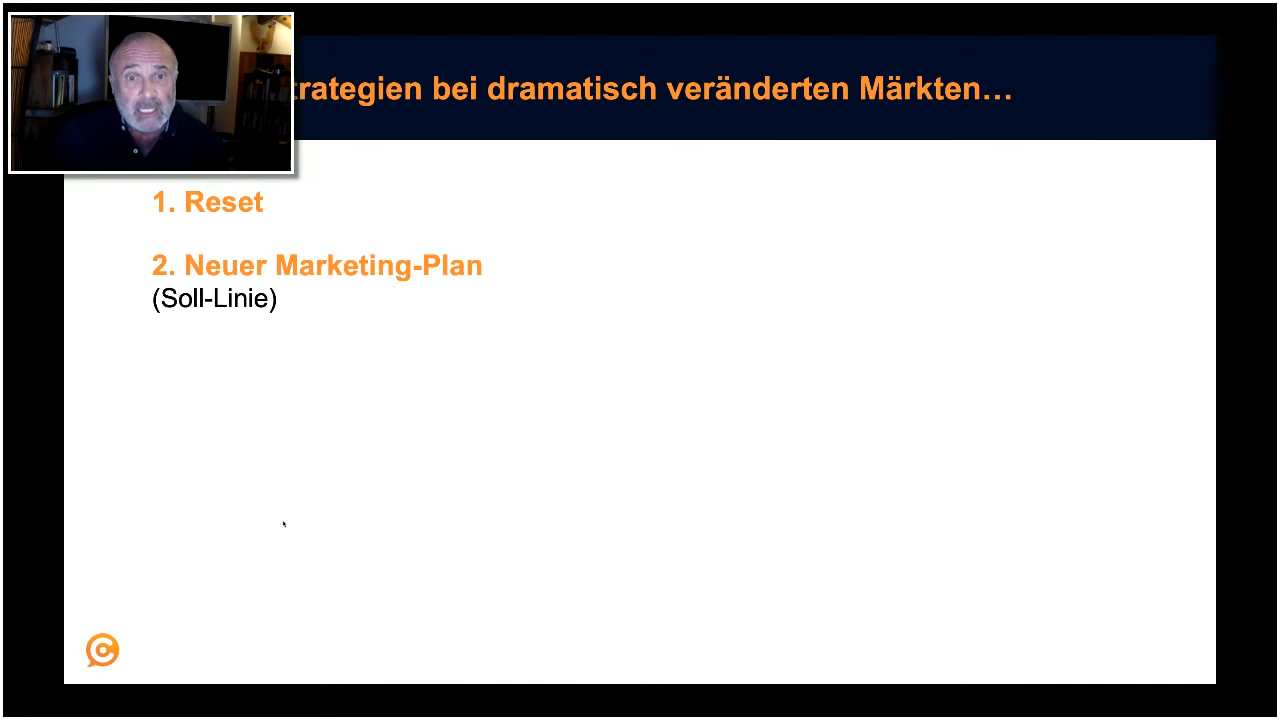 trategien bei dramatisch veränderten Märkten…
1. Reset
2. Neuer Marketing-Plan
(Soll-Linie)